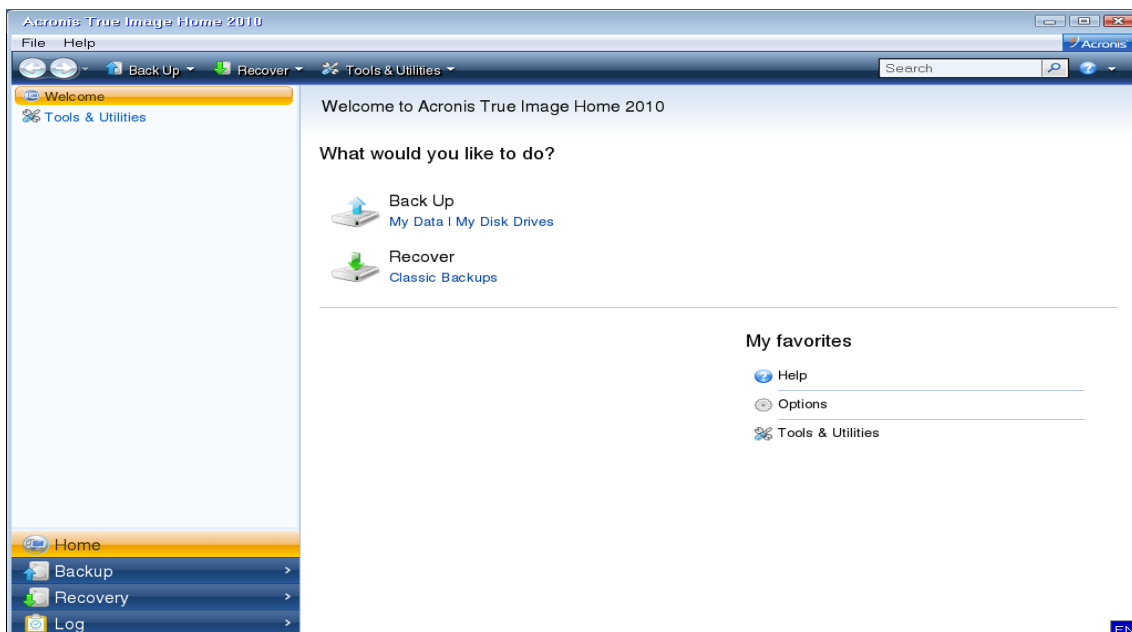 Acronis True Image Home 2010
File Help
Acronis
Back Up Recover Tools & Utilities Search
Welcome
Tools & Utilities
Welcome to Acronis True Image Home 2010
What would you like to do?
Back Up
My Data | My Disk Drives
Recover
Classic Backups
My favorites
Help
Options
Tools & Utilities
Home
Backup
Recovery
Log
EN